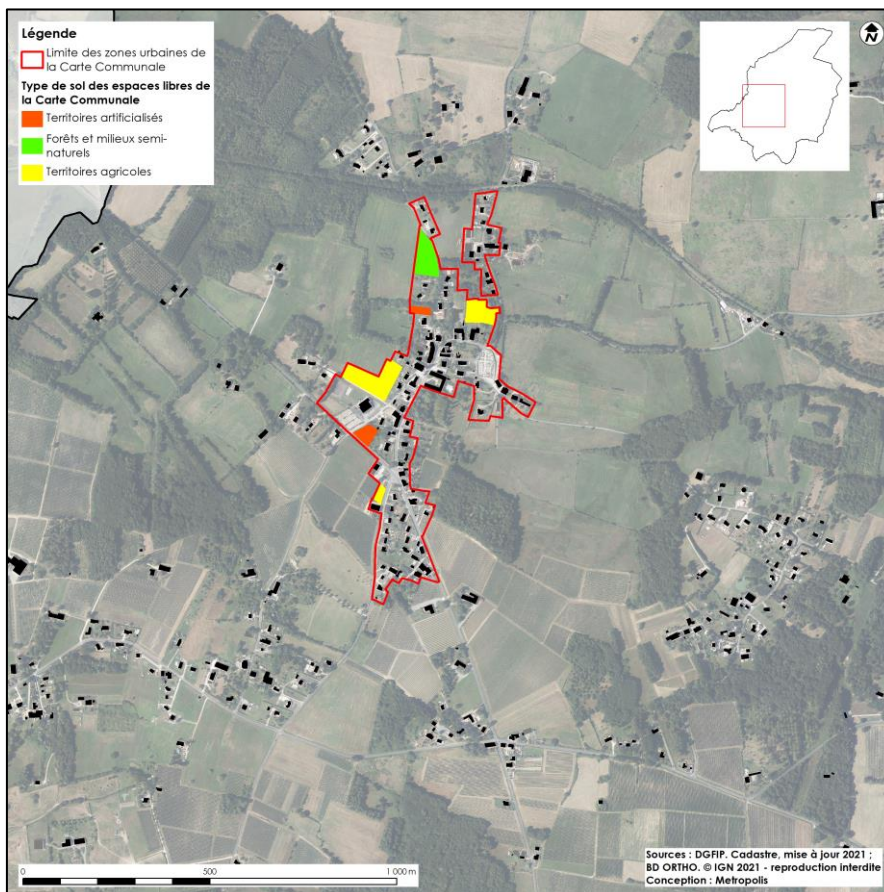 Légende
Limite des zones urbaines de
la Carte Communale
Type de sol des espaces libres de
la Carte Communale
Territoires artificialisés
Forêts et milieux semi-
naturels
Territoires agricoles
N
0 500 1 000 m
Sources : DGFIP. Cadastre, mise à jour 2021 ;
BD ORTHO. © IGN 2021 - reproduction interdite
Conception : Metropolis